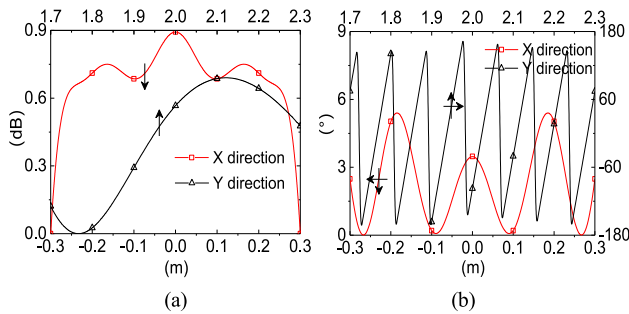 1.7 1.8 1.9 2.0 2.1 2.2 2.3
0.9
0.6
0.3
0.0
(dB)
X direction
Y direction
-0.3 -0.2 -0.1 0.0 0.1 0.2 0.3
(m)
(a)
1.7 1.8 1.9 2.0 2.1 2.2 2.3
9
6
3
0
(°)
X direction
Y direction
180
60
-60
-180
-0.3 -0.2 -0.1 0.0 0.1 0.2 0.3
(m)
(b)